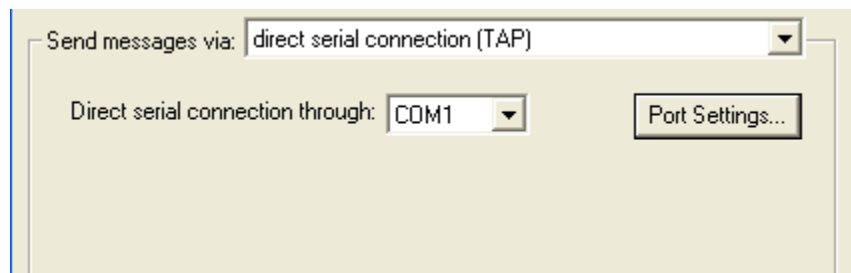 Send messages via: direct serial connection (TAP)
Direct serial connection through: COM1 Port Settings...